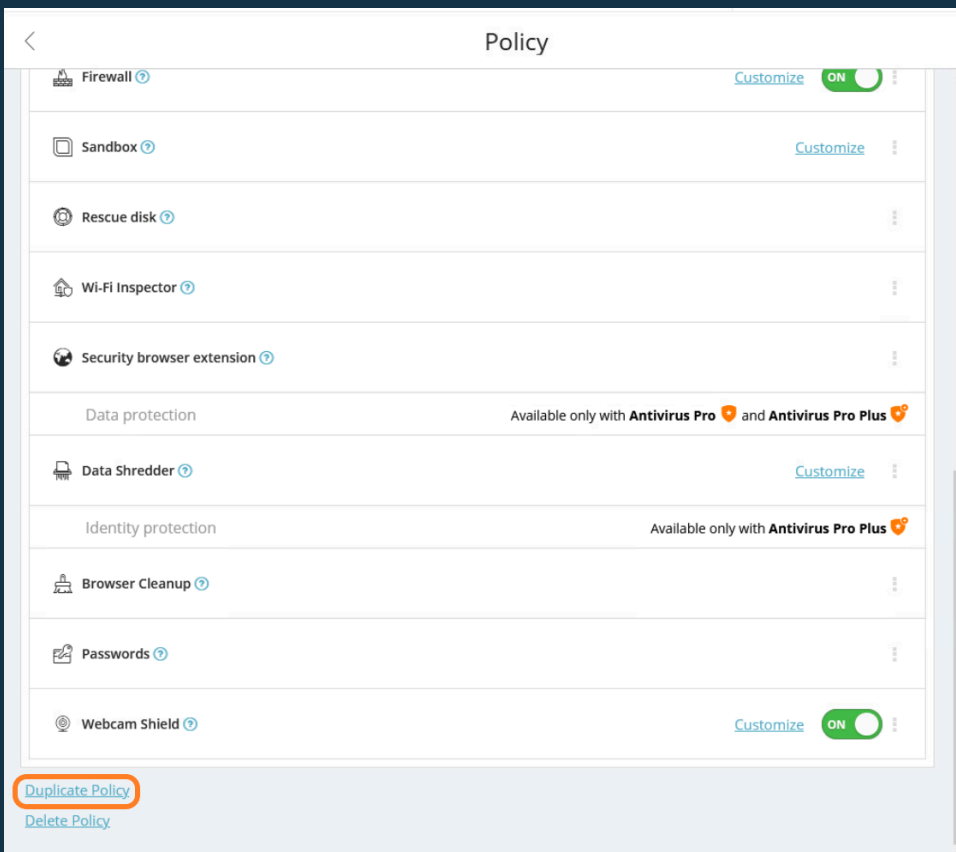 Policy
Firewall ? Customize ON
Sandbox ? Customize
Rescue disk ?
Wi-Fi Inspector ?
Security browser extension ?
Data protection Available only with Antivirus Pro and Antivirus Pro Plus
Data Shredder ? Customize
Identity protection Available only with Antivirus Pro Plus
Browser Cleanup ?
Passwords ?
Webcam Shield ? Customize ON
Duplicate Policy
Delete Policy